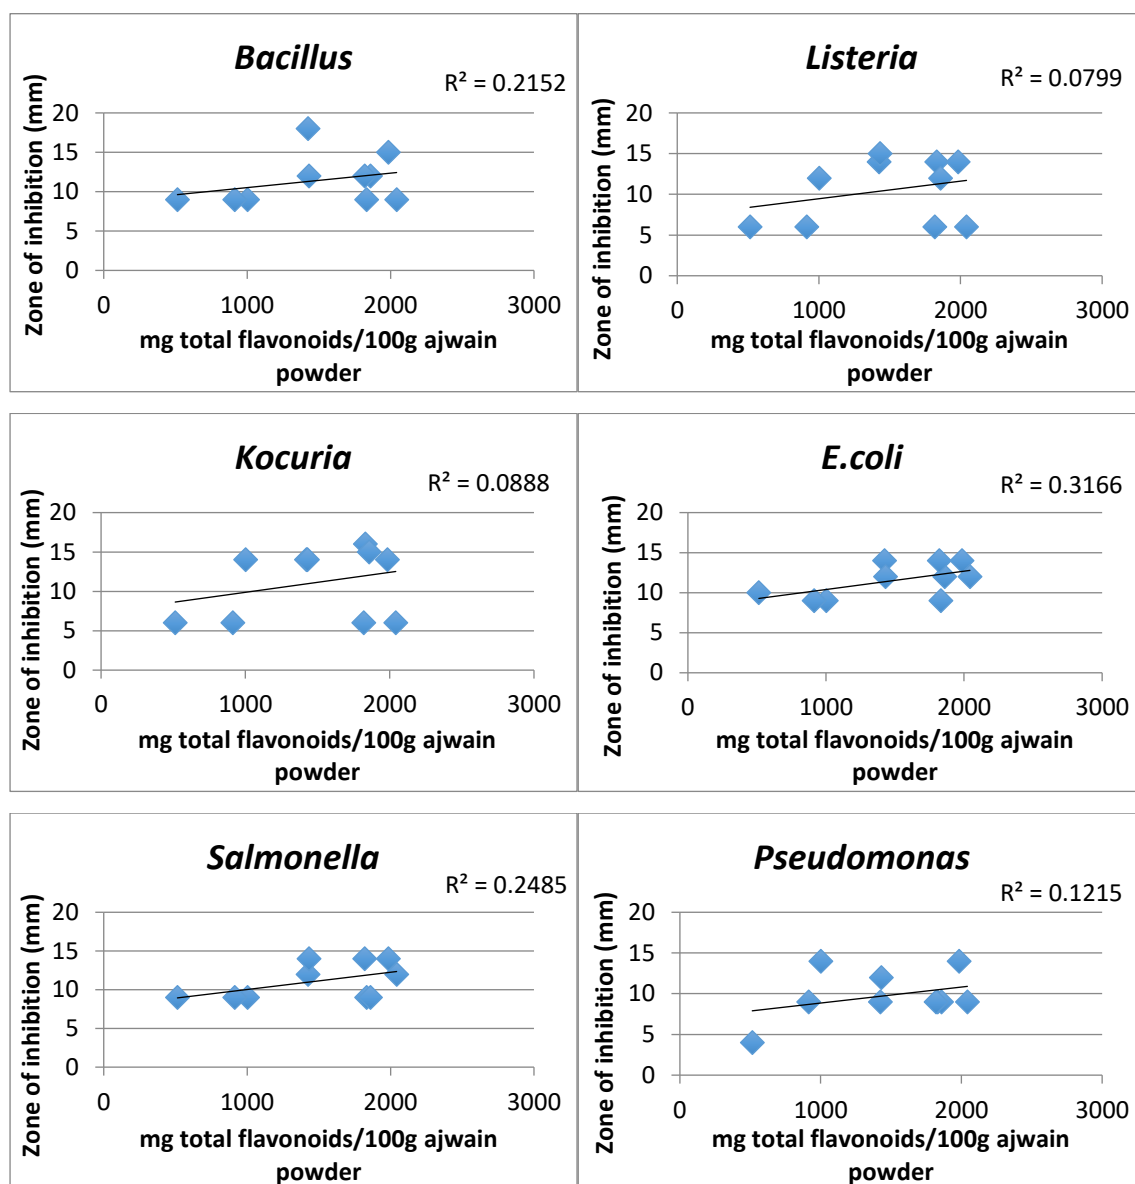 Bacillus
R² = 0.2152
Zone of inhibition (mm)
20
15
10
5
0
0 1000 2000 3000
mg total flavonoids/100g ajwain
powder
Listeria
R² = 0.0799
Zone of inhibition (mm)
20
15
10
5
0
0 1000 2000 3000
mg total flavonoids/100g ajwain
powder
Kocuria
R² = 0.0888
Zone of inhibition (mm)
20
15
10
5
0
0 1000 2000 3000
mg total flavonoids/100g ajwain
powder
E.coli
R² = 0.3166
Zone of inhibition (mm)
20
15
10
5
0
0 1000 2000 3000
mg total flavonoids/100g ajwain
powder
Salmonella
R² = 0.2485
Zone of inhibition (mm)
20
15
10
5
0
0 1000 2000 3000
mg total flavonoids/100g ajwain
powder
Pseudomonas
R² = 0.1215
Zone of inhibition (mm)
20
15
10
5
0
0 1000 2000 3000
mg total flavonoids/100g ajwain
powder